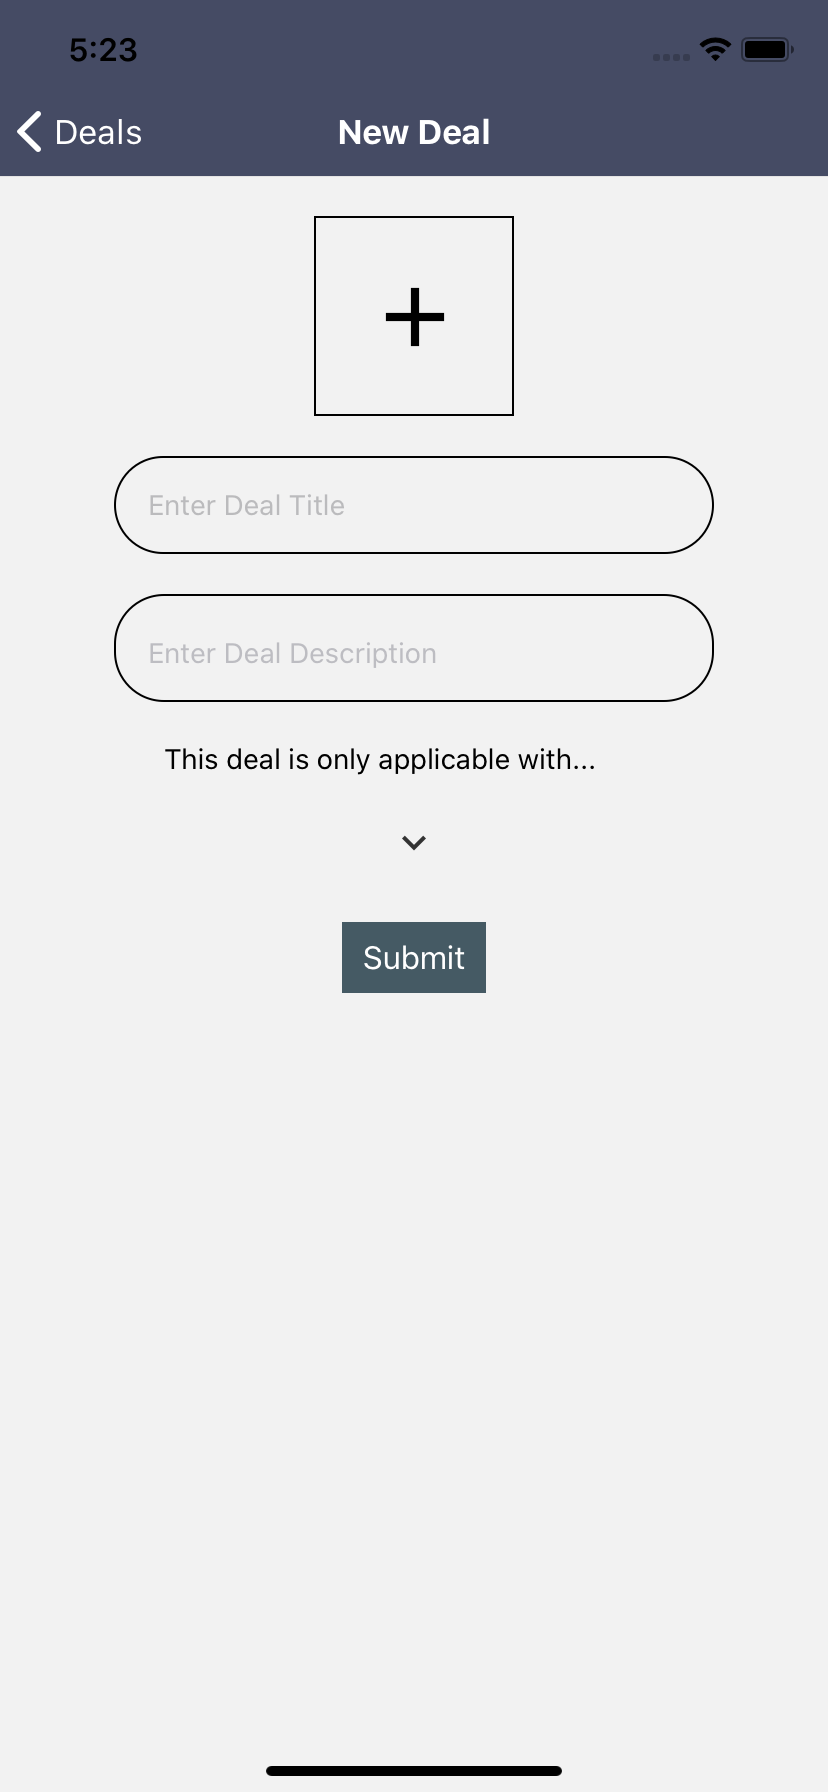 5:23
Deals
New Deal
Enter Deal Title
Enter Deal Description
This deal is only applicable with...
Submit